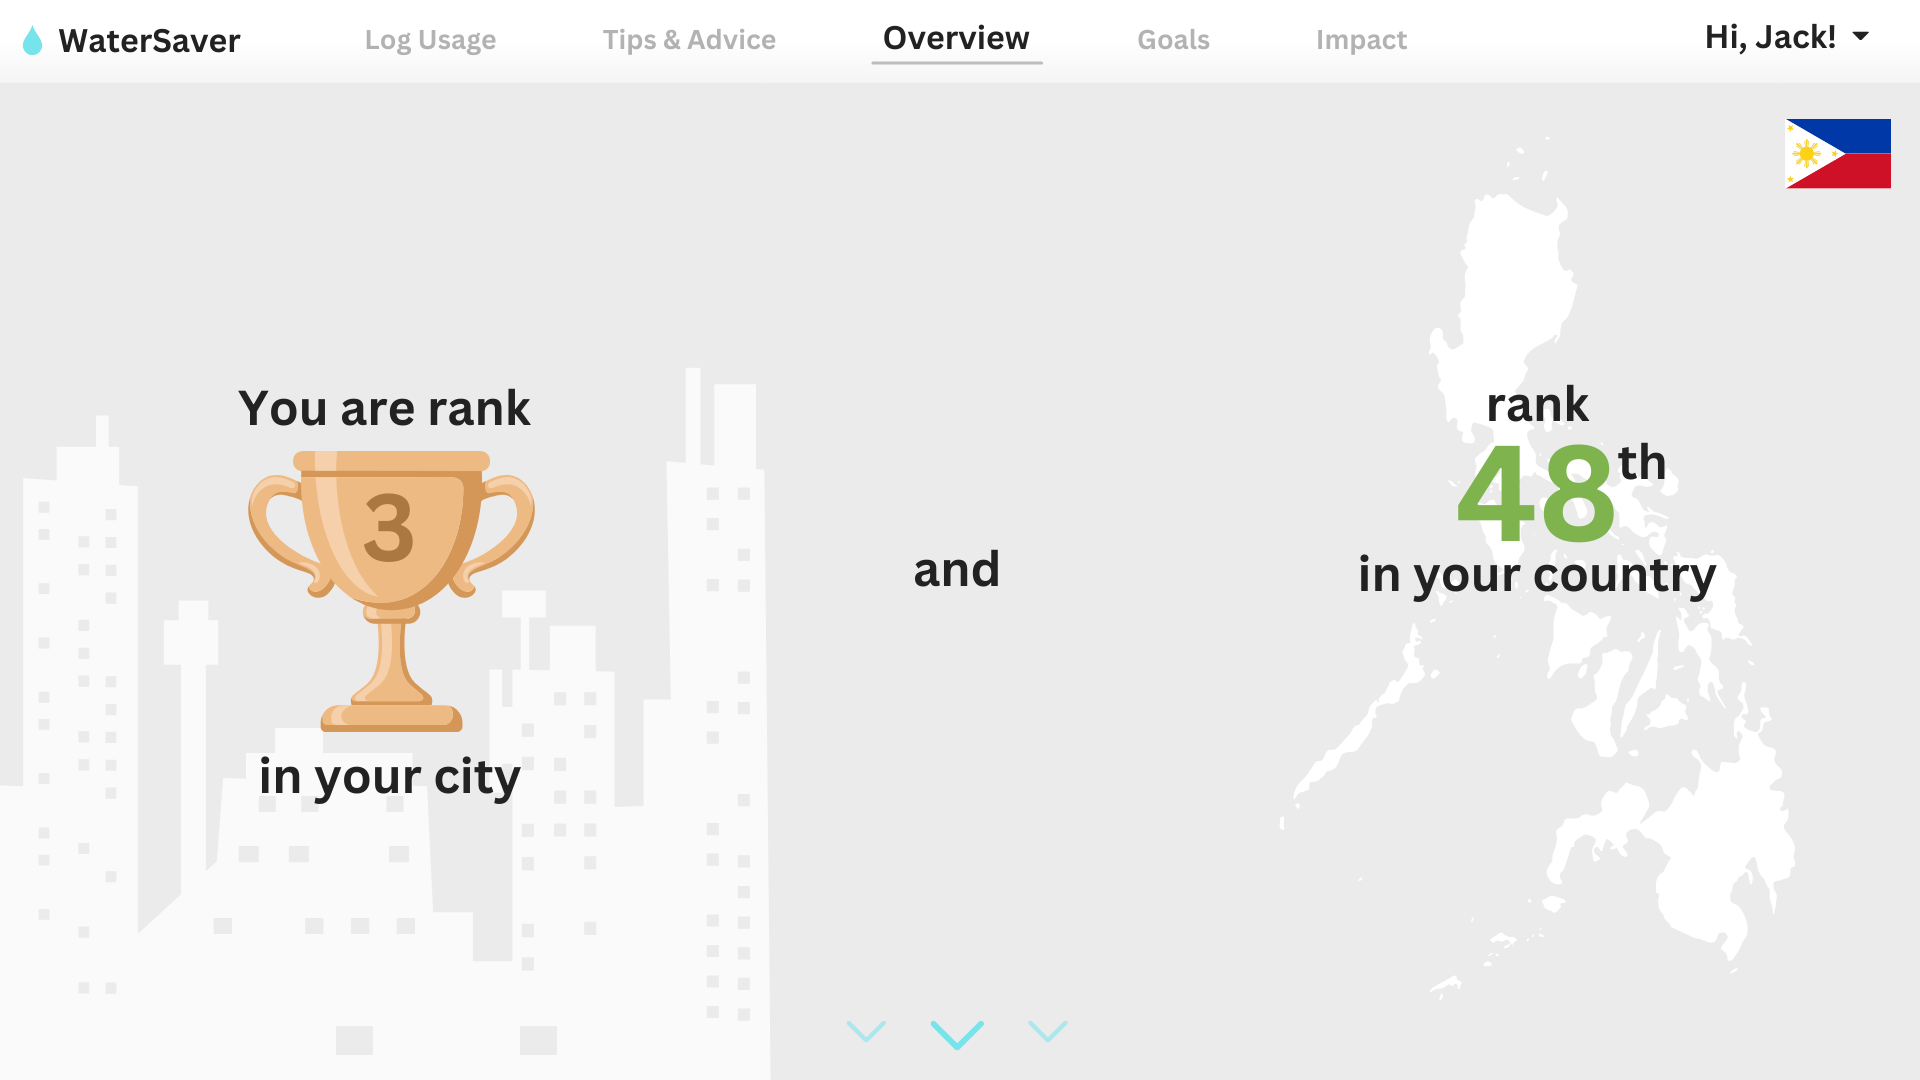 WaterSaver
Log Usage
Tips & Advice
Overview
Goals
Impact
Hi, Jack!
You are rank
3
in your city
and
rank
48th
in your country